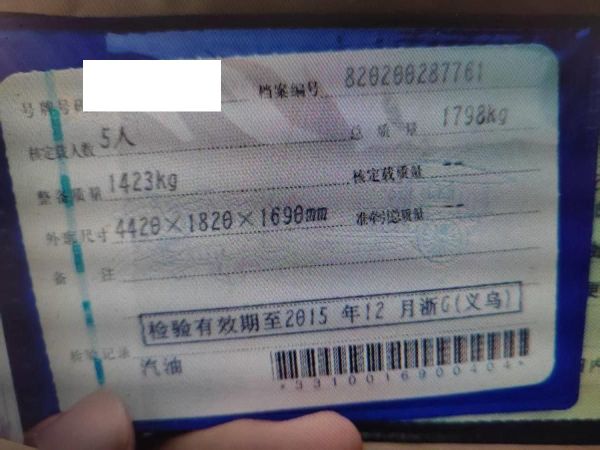 号牌号码 档案编号 820200287761
核定载人数 5人 总质量 1798kg
整备质量 1423kg 核定载质量 --
外廓尺寸 4420×1820×1690mm 准牵引总质量 --
备注
检验有效期至2015 年12 月浙G(义乌)
检验记录
汽油
*3310016900404*